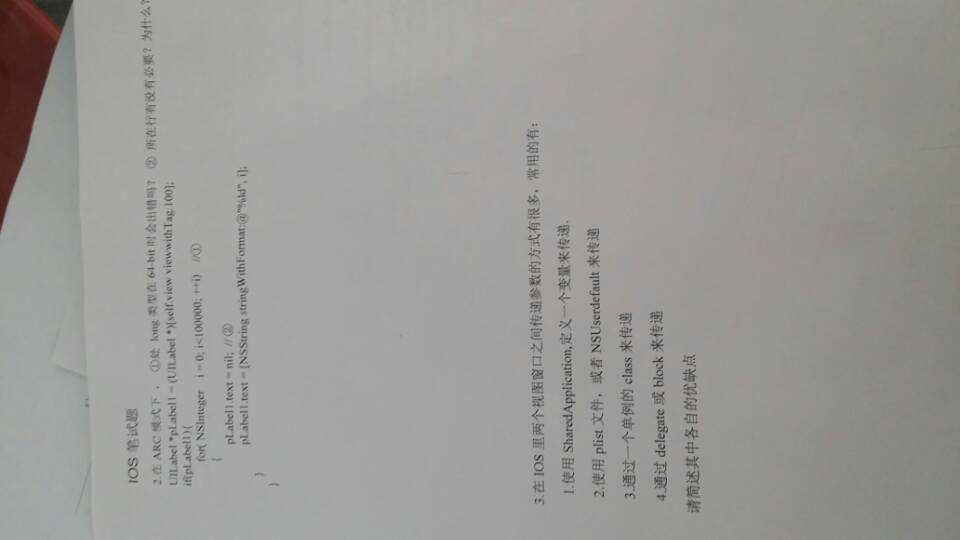 IOS 笔试题
2.在 ARC 模式下 ， ①处 long 类型在 64-bit 时会出错吗？ ② 所在行有没有必要？为什么？
UILabel *pLabel1 = (UILabel *)[self.view viewwithTag:100];
if(pLabel1){
for( NSInteger i = 0; i<100000; ++i) //①
{
pLabel1.text = nil; // ②
pLabel1.text = [NSString stringWithFormat:@"%ld", i];
}
}
3.在 IOS 里两个视图窗口之间传递参数的方式有很多，常用的有：
1.使用 SharedApplication,定义一个变量来传递.
2.使用 plist 文件，或者 NSUserdefault 来传递
3.通过一个单例的 class 来传递
4.通过 delegate 或 block 来传递
请简述其中各自的优缺点